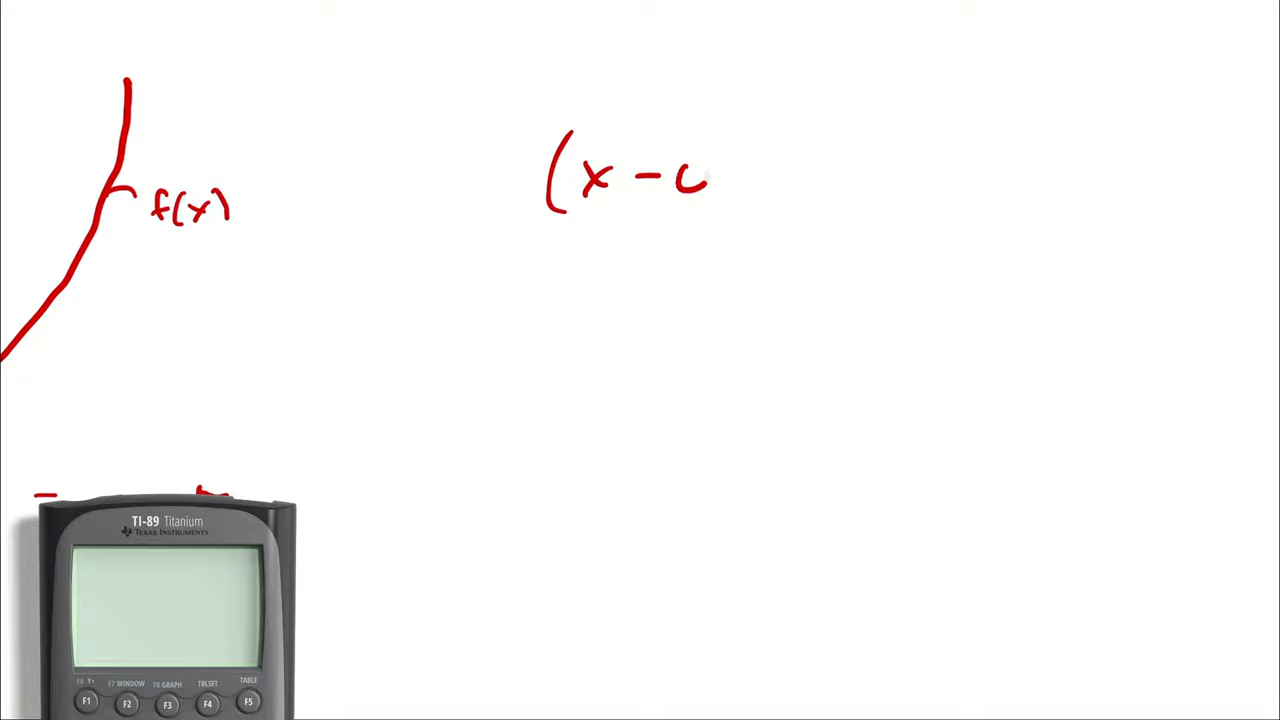 (x - c
f(x)
TI-89 Titanium
TEXAS INSTRUMENTS
F6 Y= F7 WINDOW F8 GRAPH TBLSET TABLE
F1 F2 F3 F4 F5